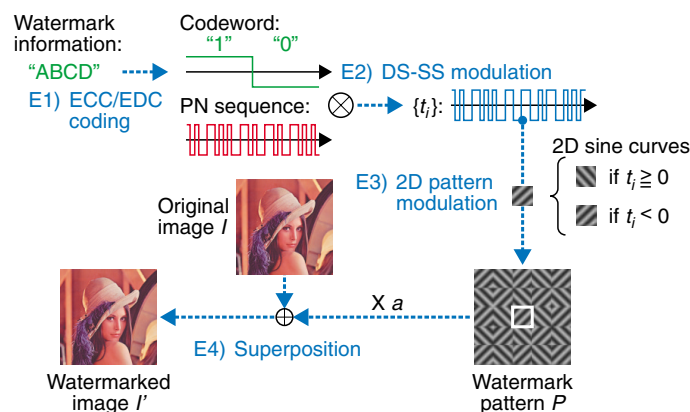 Watermark
information:
"ABCD"
E1) ECC/EDC
coding
Codeword:
"1" "0"
PN sequence:
E2) DS-SS modulation
{ti}:
2D sine curves
if ti ≧ 0
if ti < 0
E3) 2D pattern
modulation
Original
image I
X a
E4) Superposition
Watermarked
image I'
Watermark
pattern P